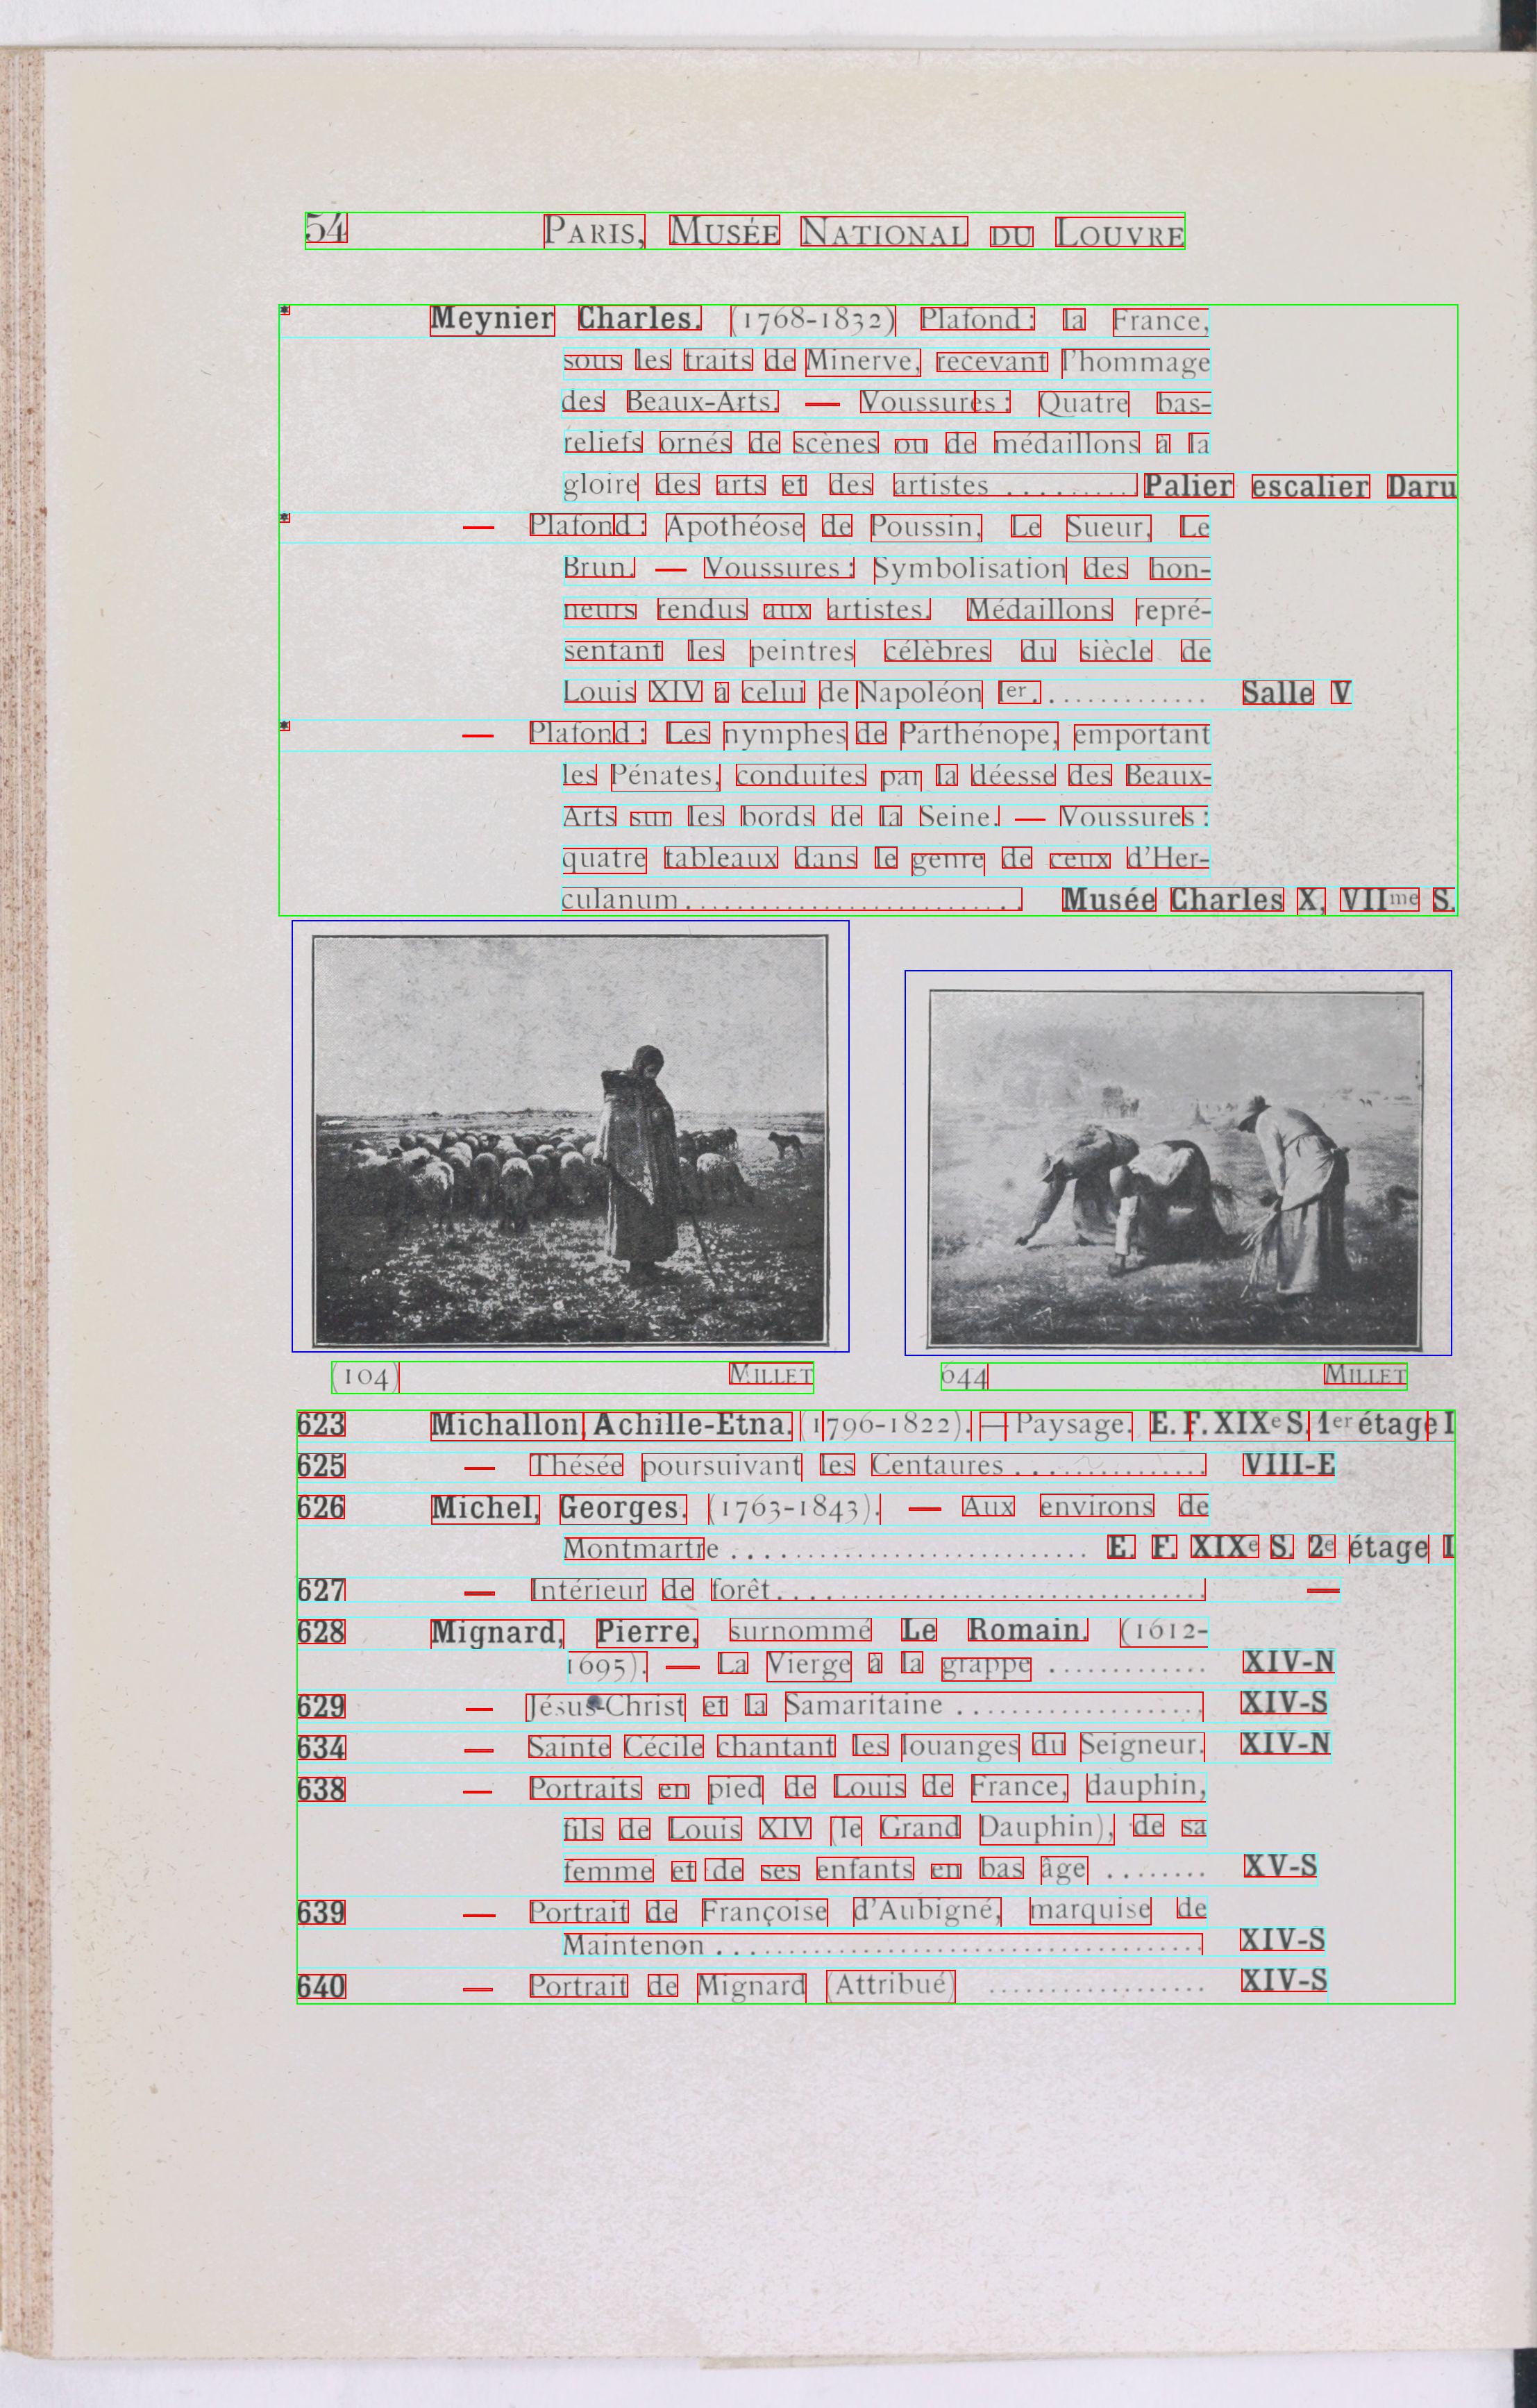 54 PARIS, MUSÉE NATIONAL DU LOUVRE
* Meynier Charles. (1768-1832) Plafond : la France,
sous les traits de Minerve, recevant l'hommage
des Beaux-Arts. — Voussures : Quatre bas-
reliefs ornés de scènes ou de médaillons à la
gloire des arts et des artistes .......... Palier escalier Daru
* — Plafond : Apothéose de Poussin, Le Sueur, Le
Brun. — Voussures : Symbolisation des hon-
neurs rendus aux artistes. Médaillons repré-
sentant les peintres célèbres du siècle de
Louis XIV à celui de Napoléon Ier. ............. Salle V
* — Plafond : Les nymphes de Parthénope, emportant
les Pénates, conduites par la déesse des Beaux-
Arts sur les bords de la Seine. — Voussures :
quatre tableaux dans le genre de ceux d'Her-
culanum.......................... Musée Charles X, VIIme S.
(104) MILLET
644 MILLET
623 Michallon Achille-Etna. (1796-1822). — Paysage. E. F. XIXe S. 1er étage I
625 — Thésée poursuivant les Centaures ............... VIII-E
626 Michel, Georges. (1763-1843). — Aux environs de
Montmartre ............................ E. F. XIXe S. 2e étage I
627 — Intérieur de forêt................................. —
628 Mignard, Pierre, surnommé Le Romain. (1612-
1695). — La Vierge à la grappe ............. XIV-N
629 — Jésus-Christ et la Samaritaine ................... XIV-S
634 — Sainte Cécile chantant les louanges du Seigneur. XIV-N
638 — Portraits en pied de Louis de France, dauphin,
fils de Louis XIV (le Grand Dauphin), de sa
femme et de ses enfants en bas âge ........ XV-S
639 — Portrait de Françoise d'Aubigné, marquise de
Maintenon ..................................... XIV-S
640 — Portrait de Mignard (Attribué) ................. XIV-S